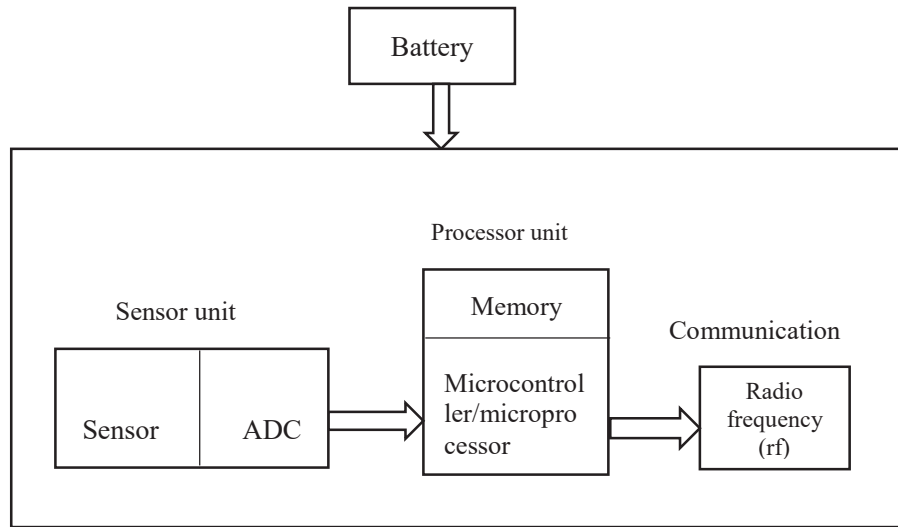 Battery
Processor unit
Memory
Sensor unit
Communication
Microcontrol
ler/micropro
cessor
Radio
frequency
(rf)
Sensor
ADC